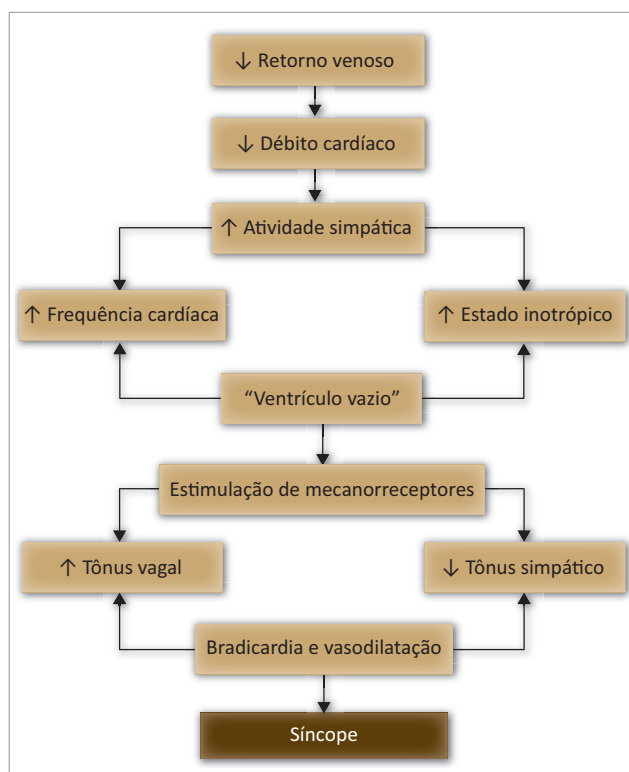 ↓ Retorno venoso
↓ Débito cardíaco
↑ Atividade simpática
↑ Frequência cardíaca
↑ Estado inotrópico
“Ventrículo vazio”
Estimulação de mecanorreceptores
↑ Tônus vagal
↓ Tônus simpático
Bradicardia e vasodilatação
Síncope